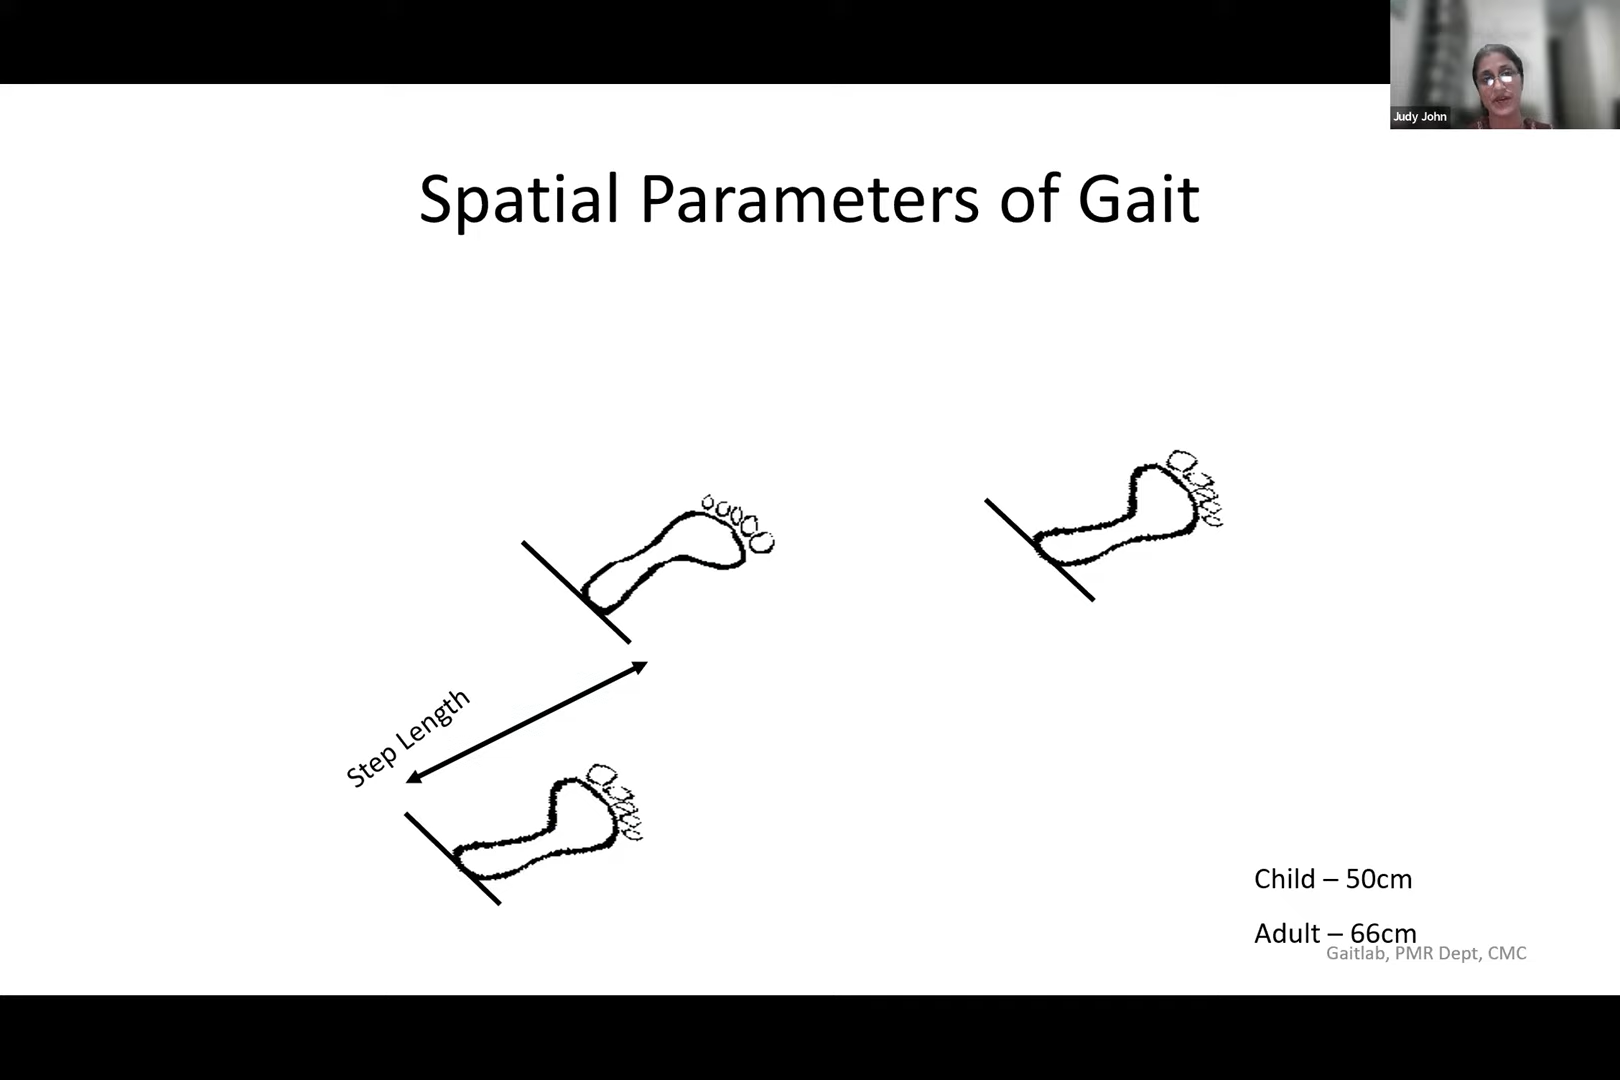 Judy John
Spatial Parameters of Gait
Step Length
Child – 50cm
Adult – 66cm
Gaitlab, PMR Dept, CMC